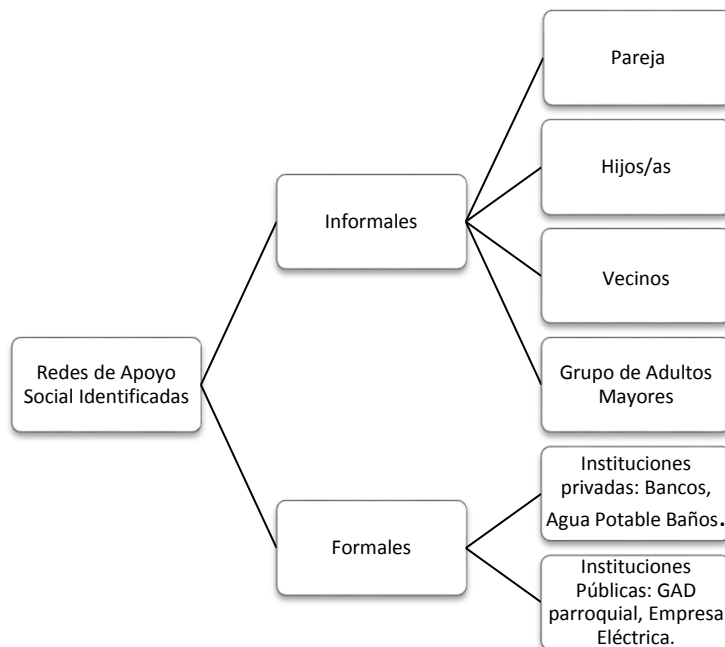 Redes de Apoyo
Social Identificadas
Informales
Pareja
Hijos/as
Vecinos
Grupo de Adultos
Mayores
Formales
Instituciones
privadas: Bancos,
Agua Potable Baños.
Instituciones
Públicas: GAD
parroquial, Empresa
Eléctrica.